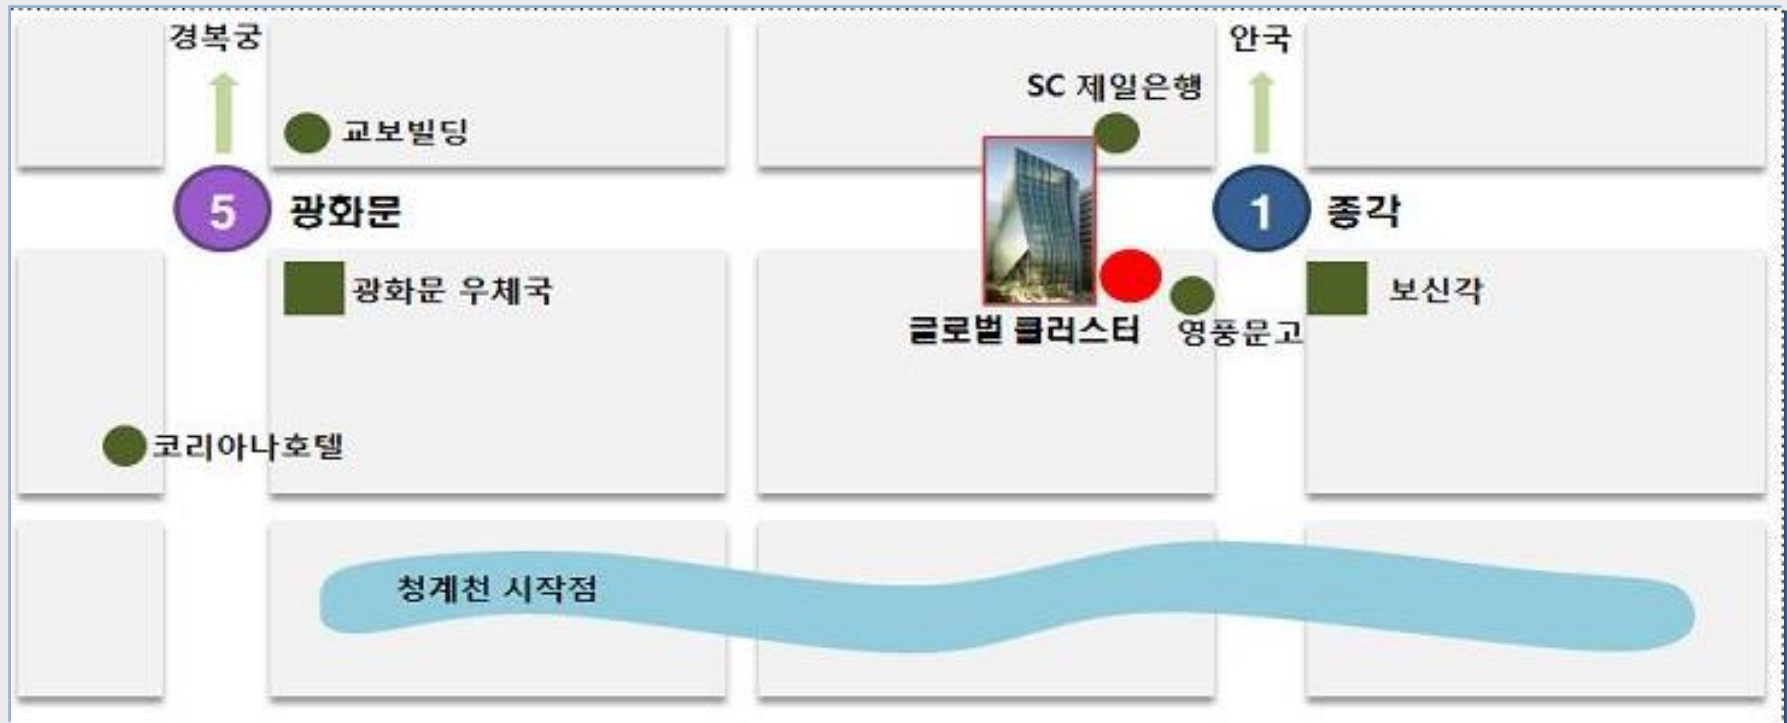 경복궁
안국
SC 제일은행
교보빌딩
5 광화문
1 종각
광화문 우체국
보신각
글로벌 클러스터
영풍문고
코리아나호텔
청계천 시작점